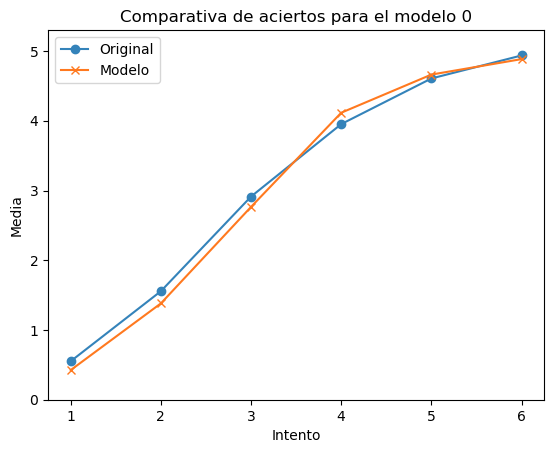 Comparativa de aciertos para el modelo 0
Original
Modelo
Media
5
4
3
2
1
0
1 2 3 4 5 6
Intento